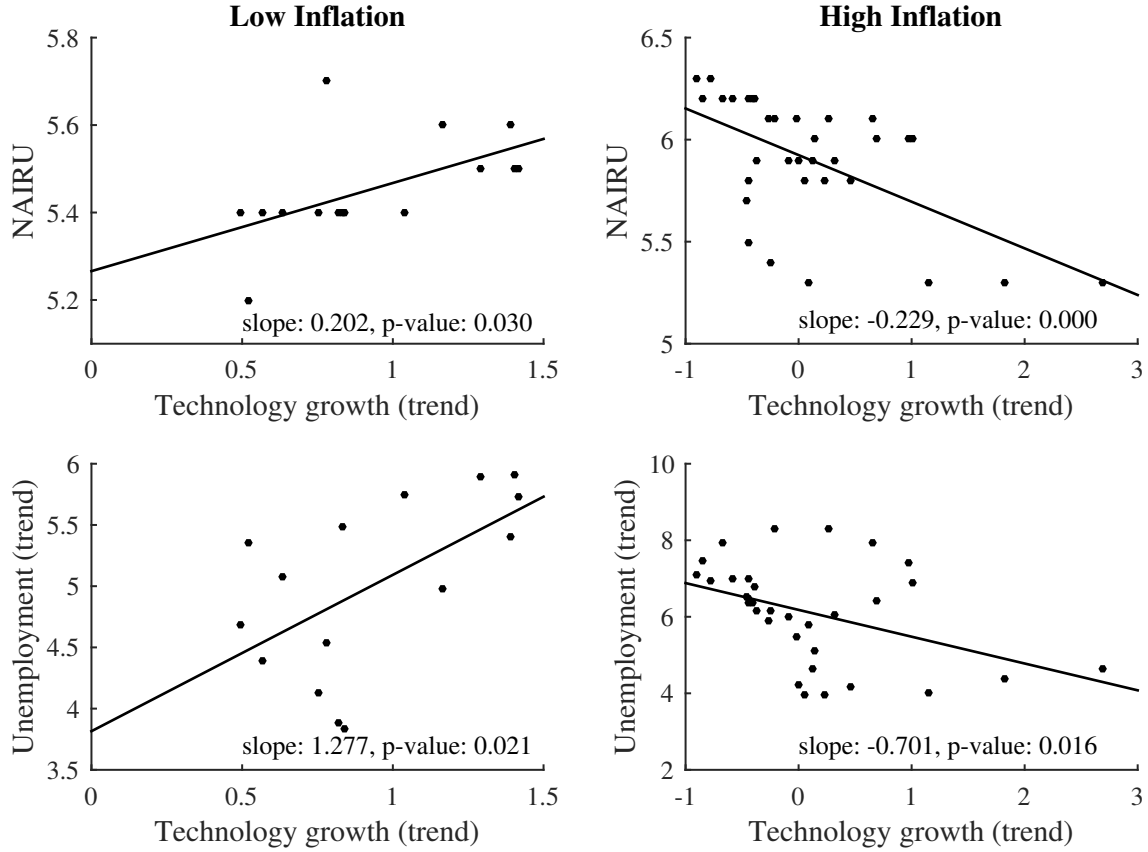 Low Inflation
High Inflation
5.8
5.6
5.4
5.2
NAIRU
slope: 0.202, p-value: 0.030
0 0.5 1 1.5
Technology growth (trend)
6.5
6
5.5
5
NAIRU
slope: -0.229, p-value: 0.000
-1 0 1 2 3
Technology growth (trend)
6
5.5
5
4.5
4
3.5
Unemployment (trend)
slope: 1.277, p-value: 0.021
0 0.5 1 1.5
Technology growth (trend)
10
8
6
4
2
Unemployment (trend)
slope: -0.701, p-value: 0.016
-1 0 1 2 3
Technology growth (trend)